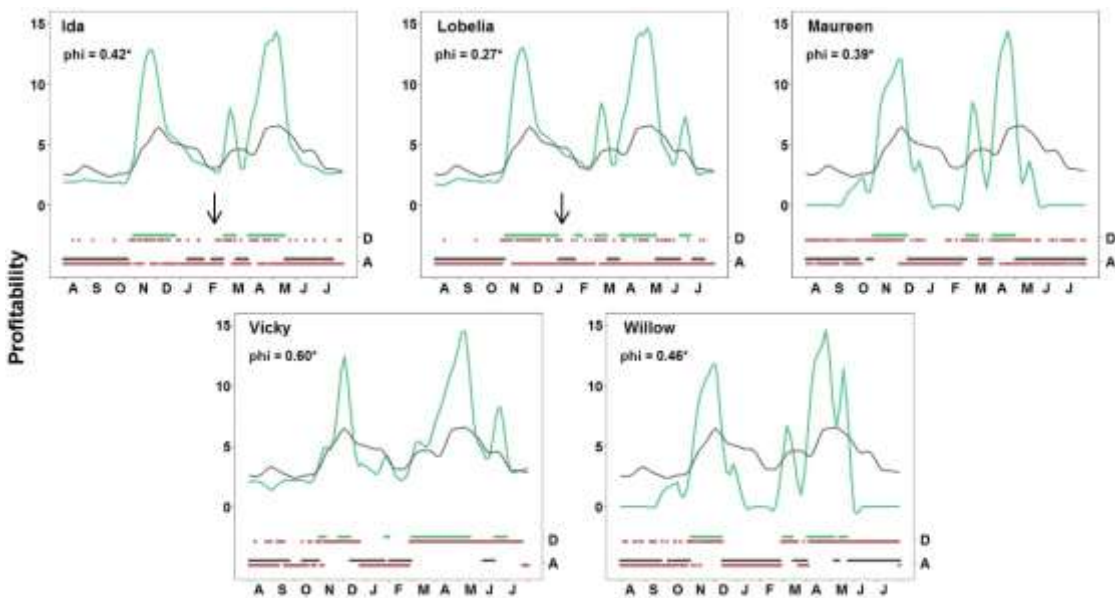 Profitability
Ida
phi = 0.42*
15
10
5
0
D
A
A S O N D J F M A M J J
Lobelia
phi = 0.27*
15
10
5
0
D
A
A S O N D J F M A M J J
Maureen
phi = 0.39*
15
10
5
0
D
A
A S O N D J F M A M J J
Vicky
phi = 0.60*
15
10
5
0
D
A
A S O N D J F M A M J J
Willow
phi = 0.46*
15
10
5
0
D
A
A S O N D J F M A M J J